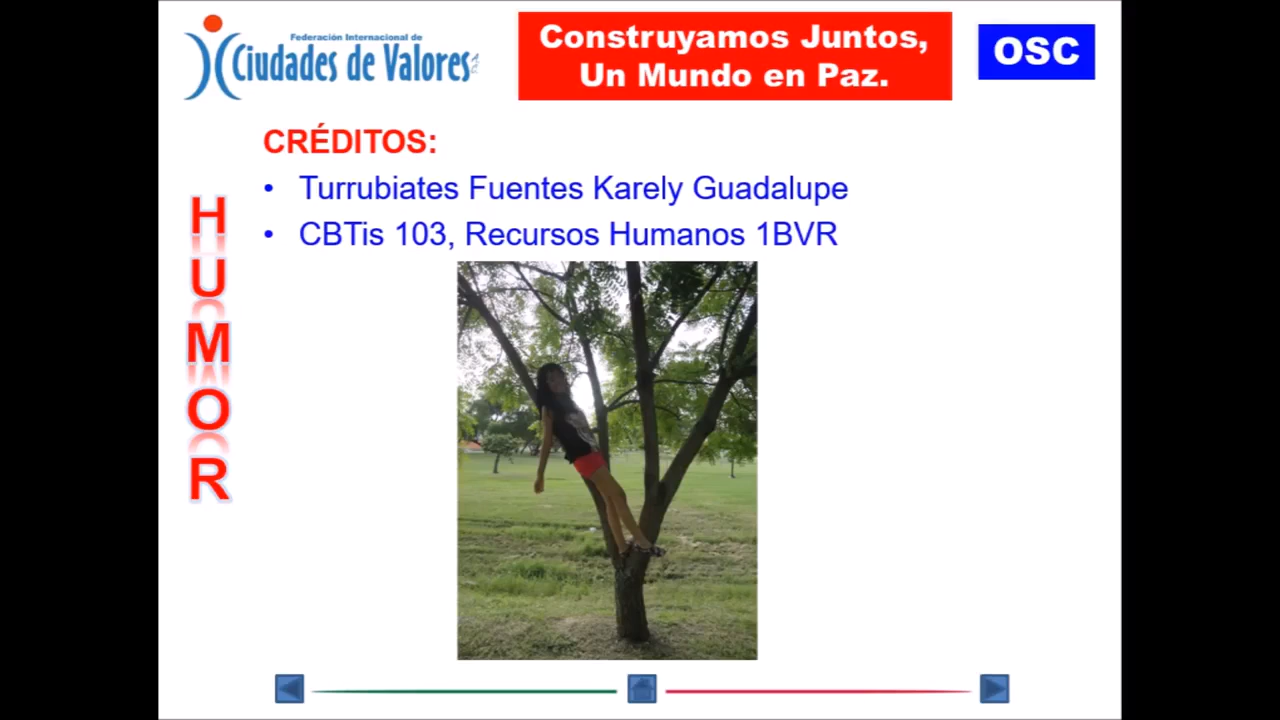 Federación Internacional de
Ciudades de Valores
Construyamos Juntos,
Un Mundo en Paz.
OSC
CRÉDITOS:
• Turrubiates Fuentes Karely Guadalupe
• CBTis 103, Recursos Humanos 1BVR
HUMOR